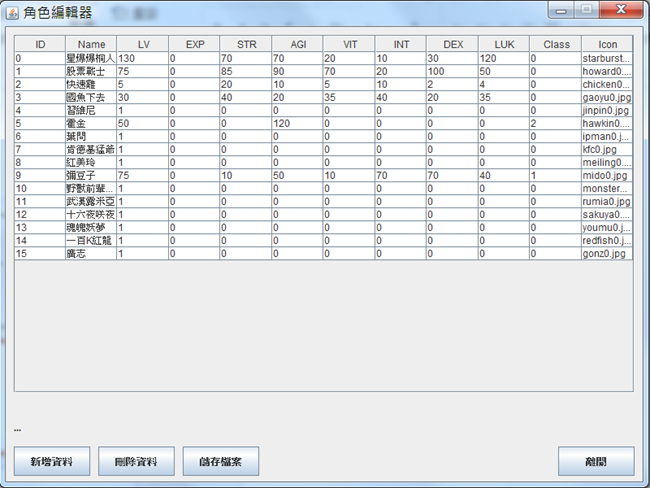 角色編輯器
ID Name LV EXP STR AGI VIT INT DEX LUK Class Icon
0 星爆爆桐人 130 0 70 70 20 10 30 120 0 starburst...
1 股票戰士 75 0 85 90 70 20 100 50 0 howard0....
2 快速雞 5 0 20 10 5 10 2 4 0 chicken0...
3 國魚下去 30 0 40 20 35 40 20 35 0 gaoyu0.jpg
4 習維尼 1 0 0 0 0 0 0 0 0 jinpin0.jpg
5 霍金 50 0 0 120 0 0 0 0 2 hawkin0....
6 葉問 1 0 0 0 0 0 0 0 0 ipman0.j...
7 肯德基猛爺 1 0 0 0 0 0 0 0 0 kfc0.jpg
8 紅美玲 1 0 0 0 0 0 0 0 0 meiling0....
9 彌豆子 75 0 10 50 10 70 70 40 1 mido0.jpg
10 野獸前輩... 1 0 0 0 0 0 0 0 0 monster...
11 武漢露米亞 1 0 0 0 0 0 0 0 0 rumia0.jpg
12 十六夜咲夜 1 0 0 0 0 0 0 0 0 sakuya0....
13 魂魄妖夢 1 0 0 0 0 0 0 0 0 youmu0.j...
14 一百K紅龍 1 0 0 0 0 0 0 0 0 redfish0.j...
15 廣志 1 0 0 0 0 0 0 0 0 gonz0.jpg
...
新增資料 刪除資料 儲存檔案 離開